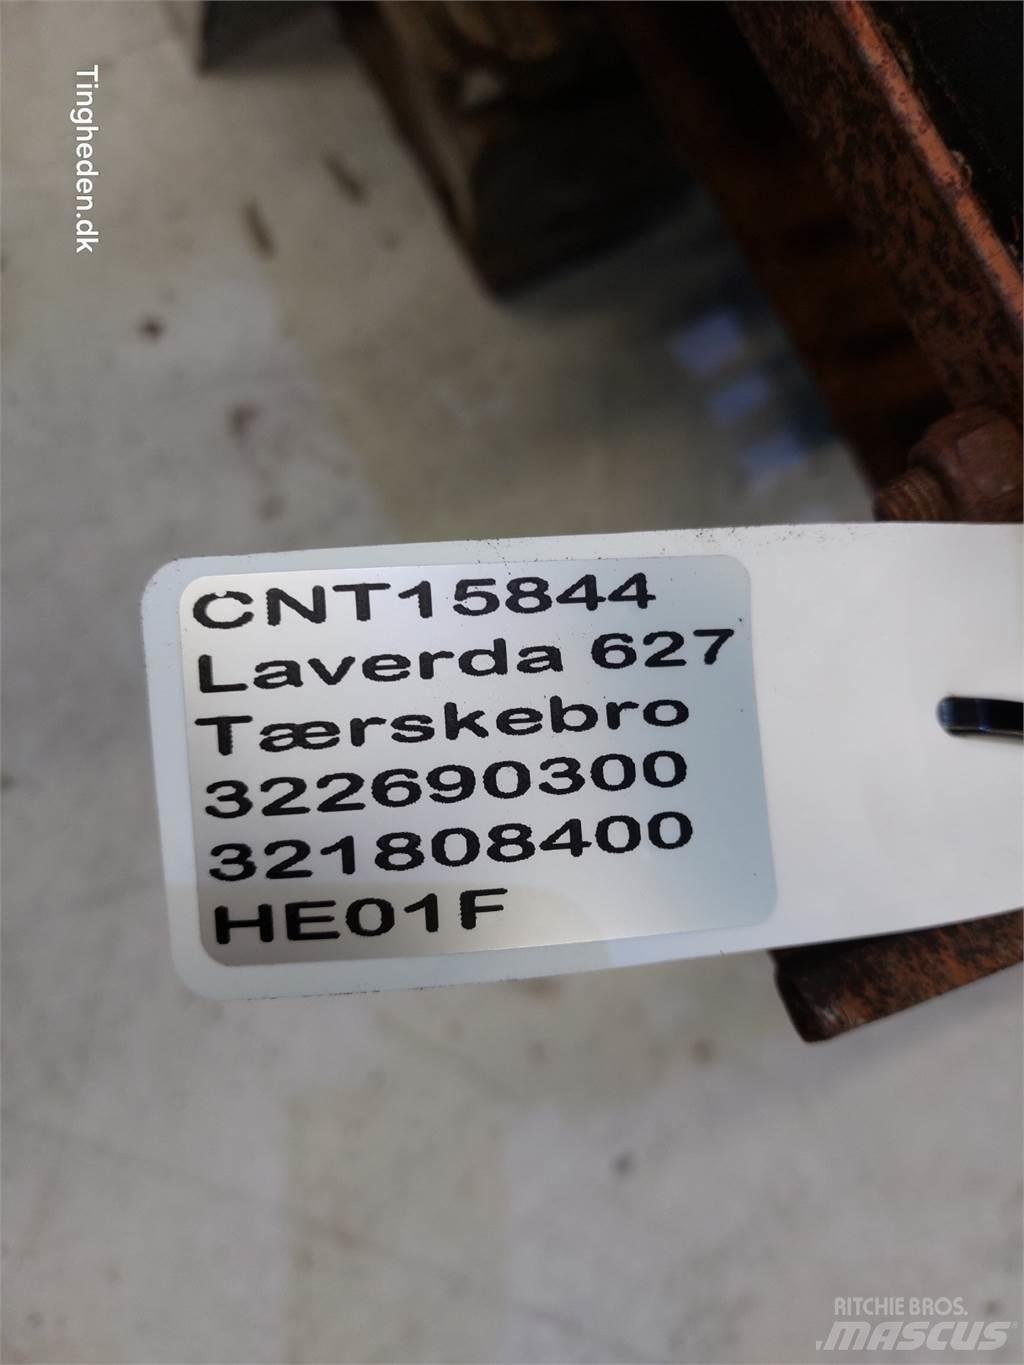 Tingheden.dk
CNT15844
Laverda 627
Tærskebro
322690300
321808400
HE01F
RITCHIE BROS.
MASCUS